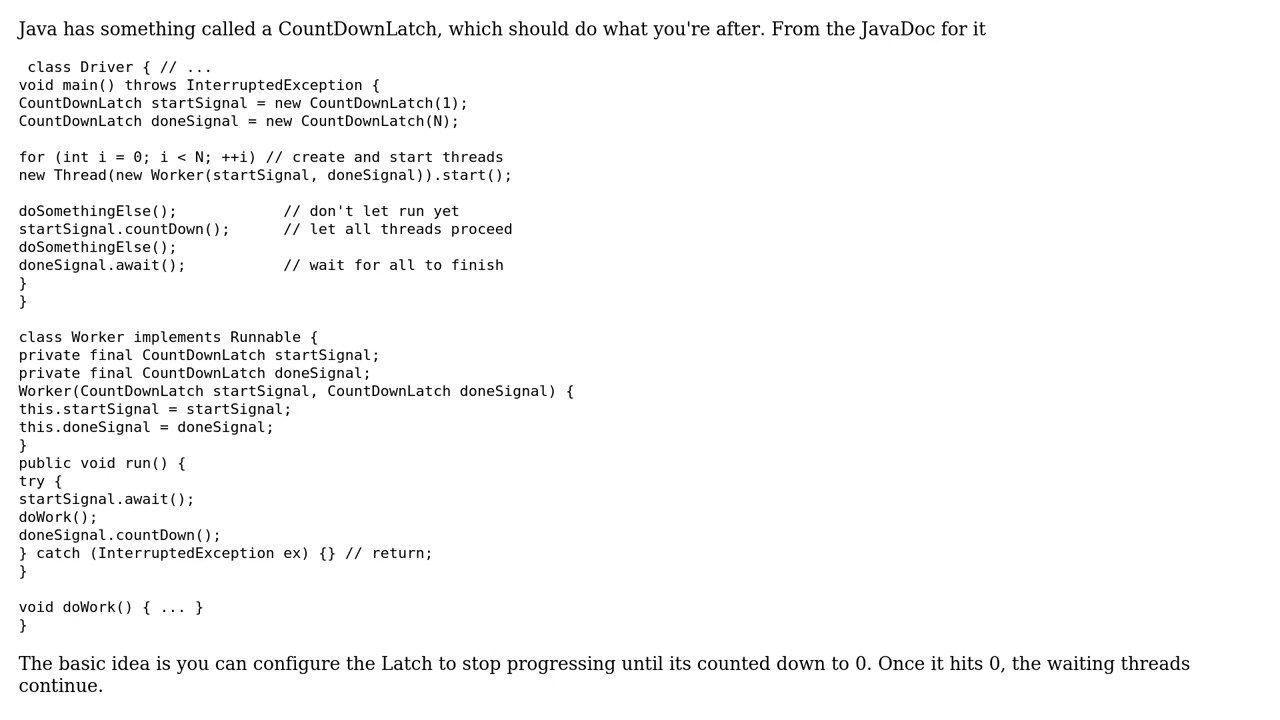 Java has something called a CountDownLatch, which should do what you're after. From the JavaDoc for it
class Driver { // ...
void main() throws InterruptedException {
CountDownLatch startSignal = new CountDownLatch(1);
CountDownLatch doneSignal = new CountDownLatch(N);
for (int i = 0; i < N; ++i) // create and start threads
new Thread(new Worker(startSignal, doneSignal)).start();
doSomethingElse();            // don't let run yet
startSignal.countDown();      // let all threads proceed
doSomethingElse();
doneSignal.await();           // wait for all to finish
}
}
class Worker implements Runnable {
private final CountDownLatch startSignal;
private final CountDownLatch doneSignal;
Worker(CountDownLatch startSignal, CountDownLatch doneSignal) {
this.startSignal = startSignal;
this.doneSignal = doneSignal;
}
public void run() {
try {
startSignal.await();
doWork();
doneSignal.countDown();
} catch (InterruptedException ex) {} // return;
}
void doWork() { ... }
}
The basic idea is you can configure the Latch to stop progressing until its counted down to 0. Once it hits 0, the waiting threads
continue.